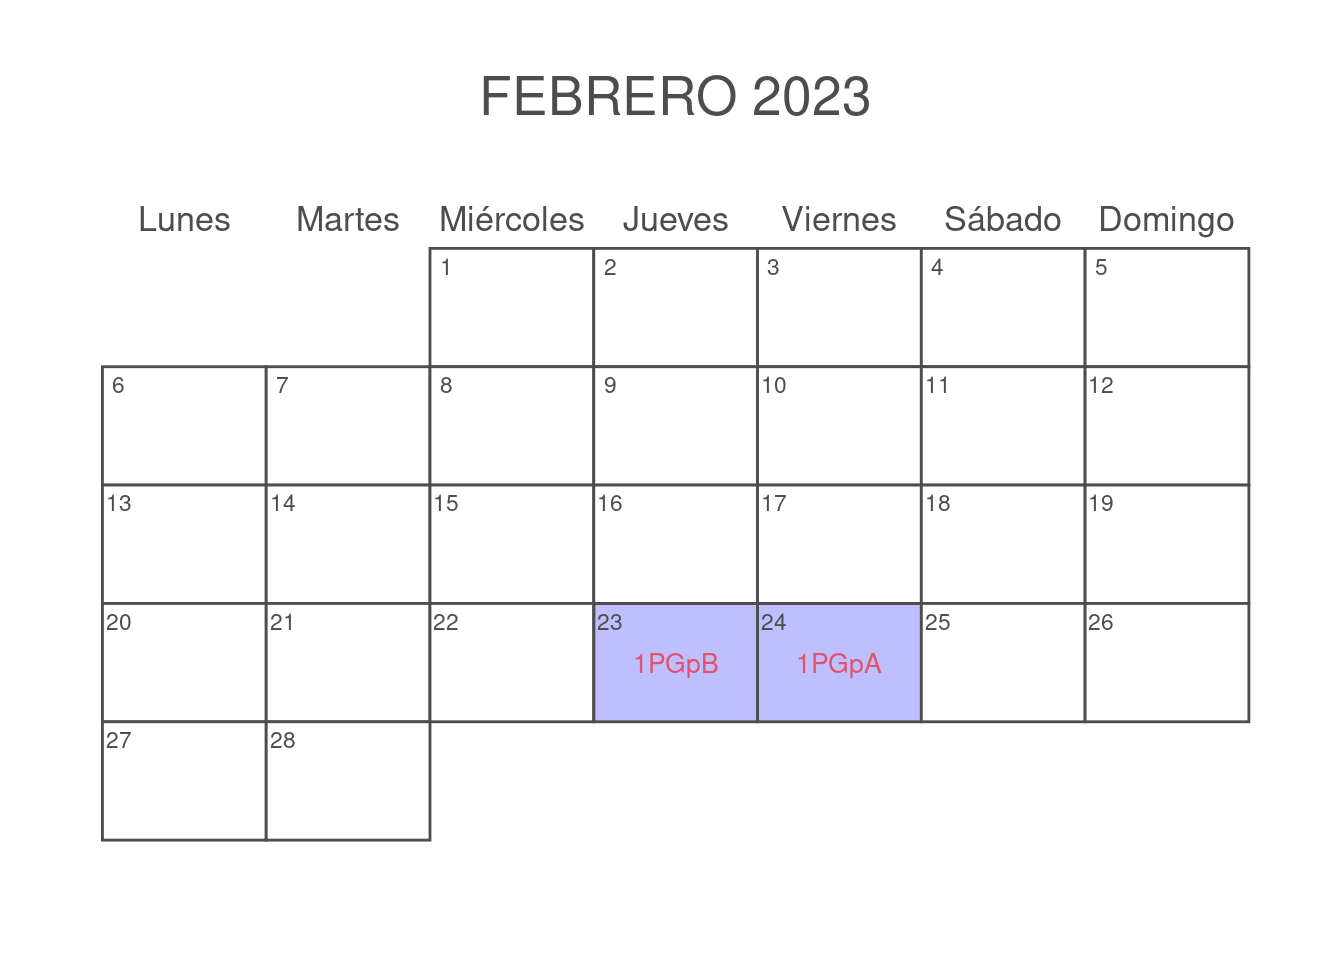 FEBRERO 2023
Lunes Martes Miércoles Jueves Viernes Sábado Domingo
1 2 3 4 5
6 7 8 9 10 11 12
13 14 15 16 17 18 19
20 21 22 23 24 25 26
1PGpB 1PGpA
27 28